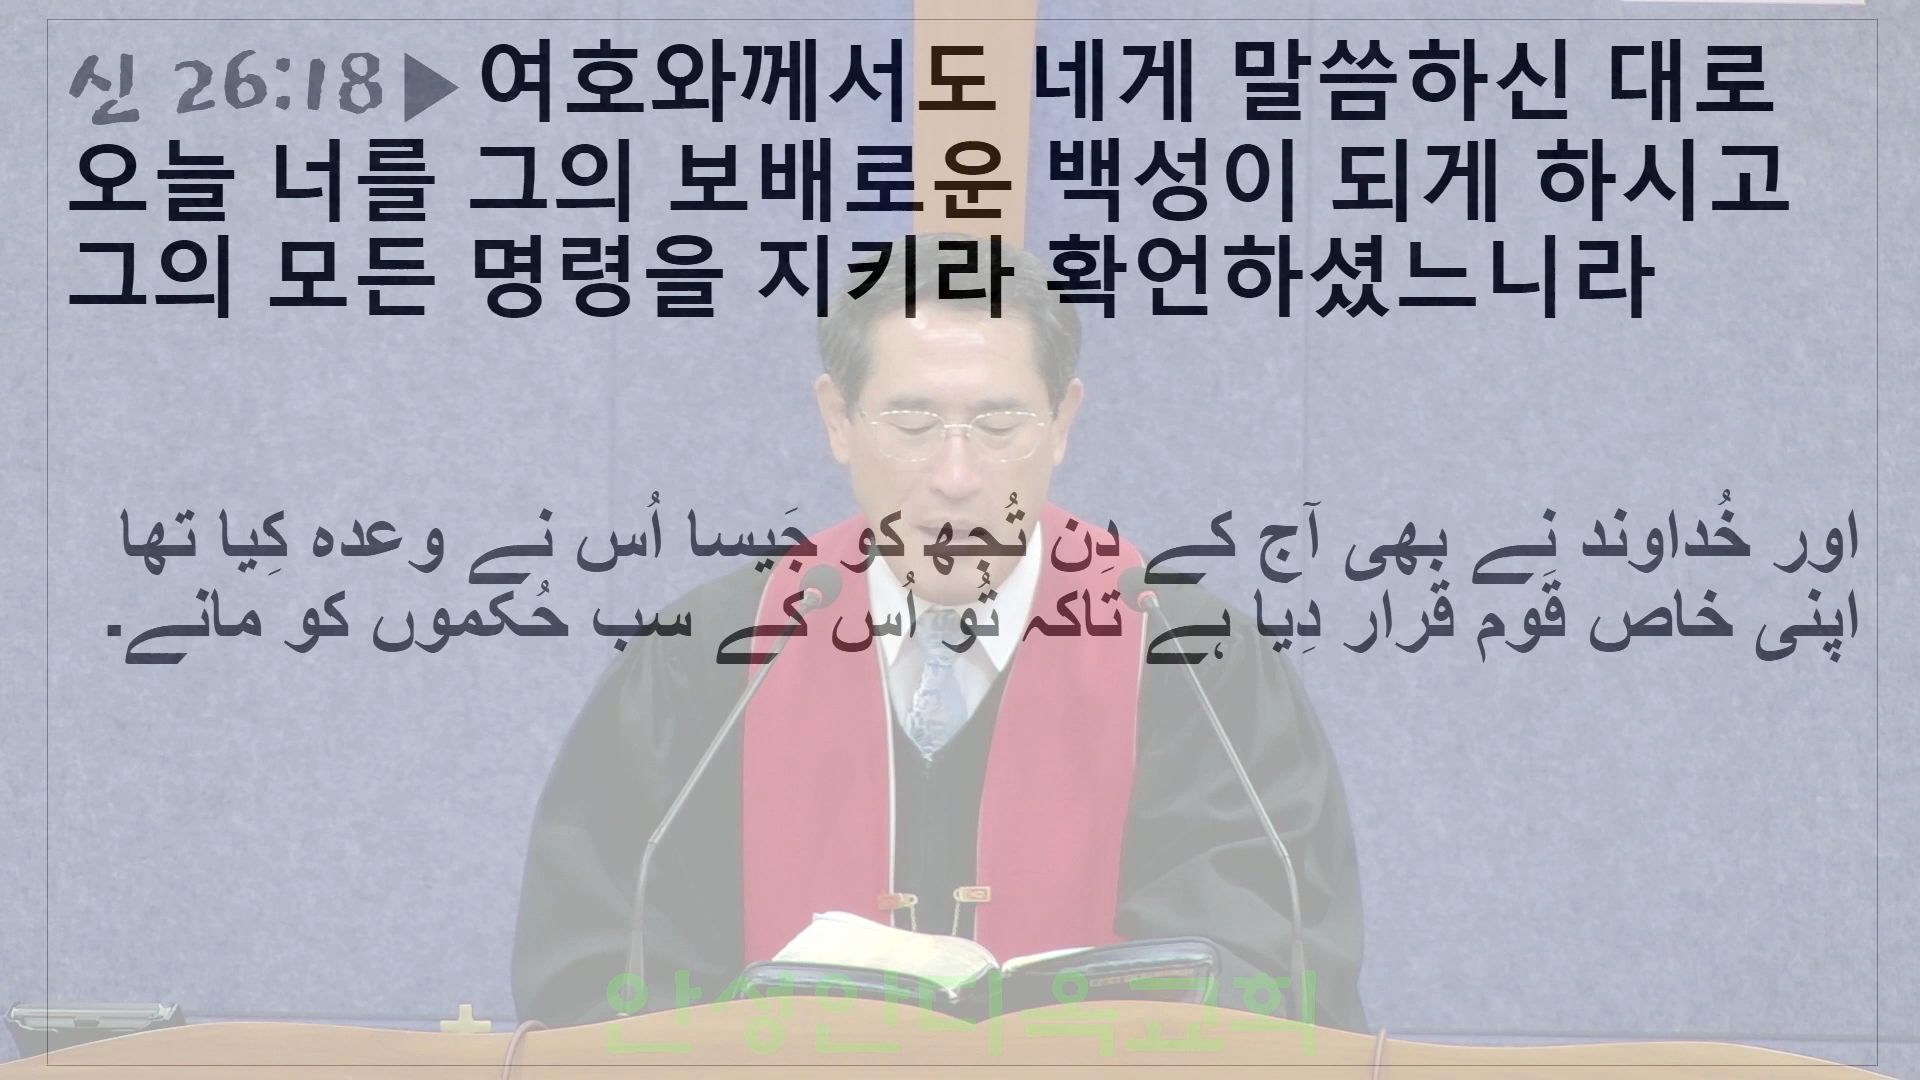 신 26:18▶여호와께서도 네게 말씀하신 대로
오늘 너를 그의 보배로운 백성이 되게 하시고
그의 모든 명령을 지키라 확언하셨느니라
اور خُداوند نے بھی آج کے دِن تُجھ کو جَیسا اُس نے وعدہ کِیا تھا
اپنی خاص قَوم قرار دِیا ہے تاکہ تُو اُس کے سب حُکموں کو مانے۔
안성안디옥교회